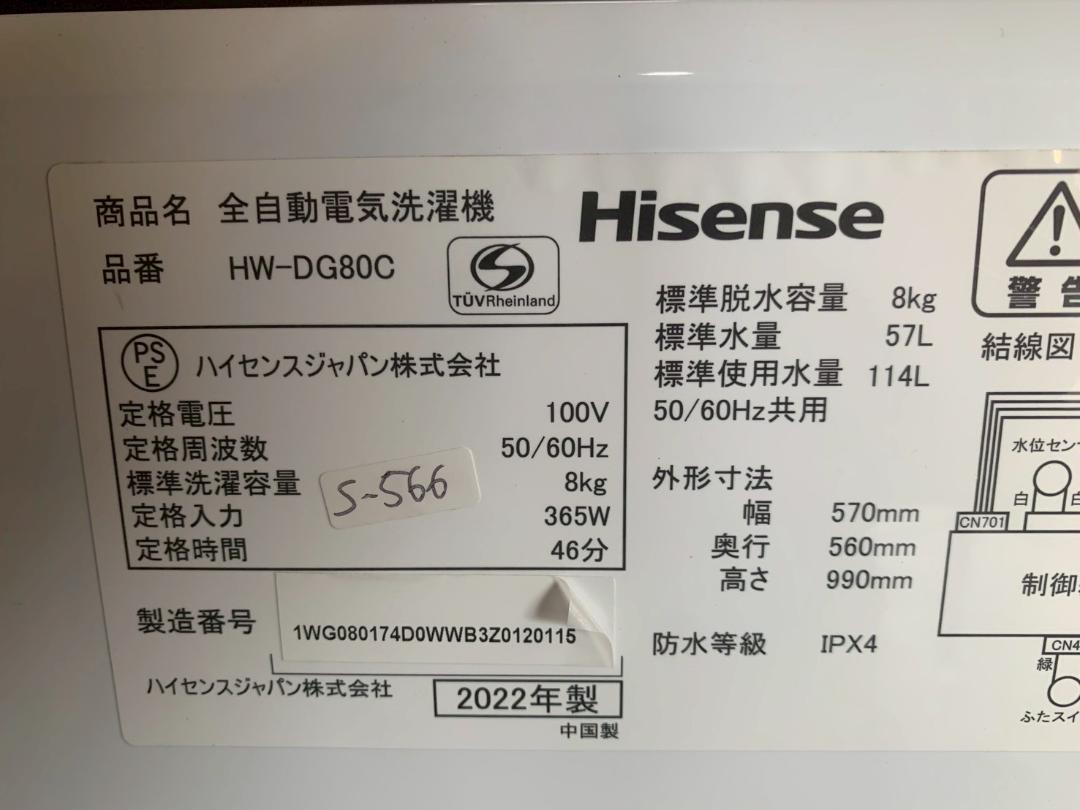 商品名 全自動電気洗濯機
品番 HW-DG80C
TÜVRheinland
Hisense
PS
E
ハイセンスジャパン株式会社
定格電圧 100V
定格周波数 50/60Hz
標準洗濯容量 8kg
定格入力 365W
定格時間 46分
S-566
製造番号 1WG080174D0WWB3Z0120115
ハイセンスジャパン株式会社
2022年製
中国製
標準脱水容量 8kg
標準水量 57L
標準使用水量 114L
50/60Hz共用
外形寸法
幅 570mm
奥行 560mm
高さ 990mm
防水等級 IPX4
警告
結線図
水位セン
白 白
CN701
制御
CN4
緑
ふたスイ